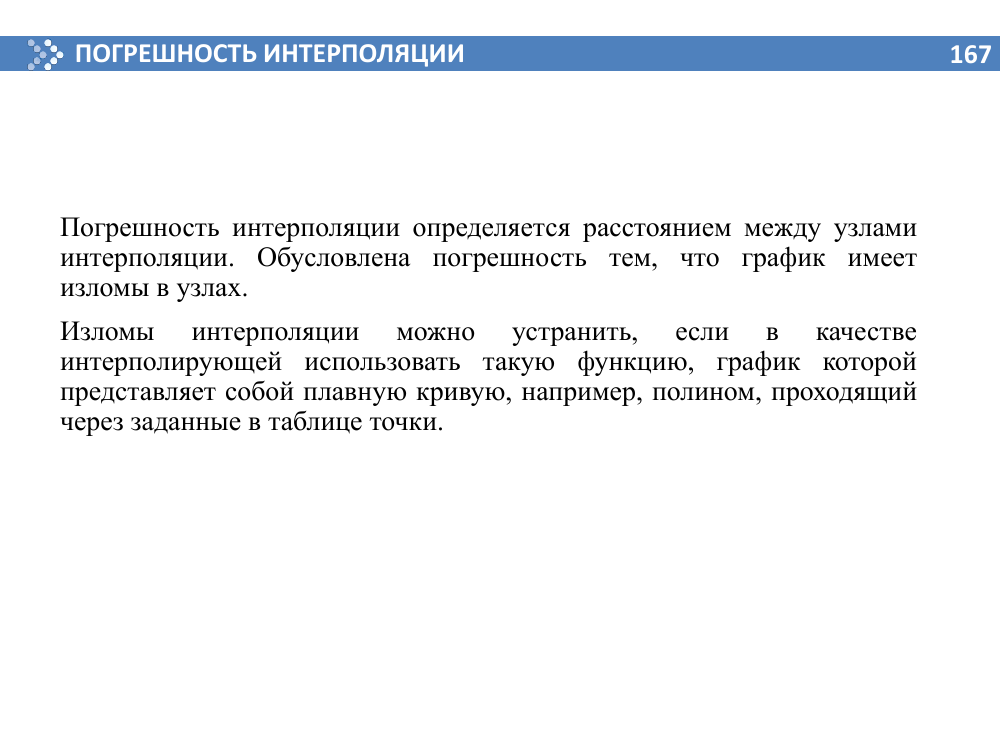 ПОГРЕШНОСТЬ ИНТЕРПОЛЯЦИИ 167
Погрешность интерполяции определяется расстоянием между узлами
интерполяции. Обусловлена погрешность тем, что график имеет
изломы в узлах.
Изломы интерполяции можно устранить, если в качестве
интерполирующей использовать такую функцию, график которой
представляет собой плавную кривую, например, полином, проходящий
через заданные в таблице точки.